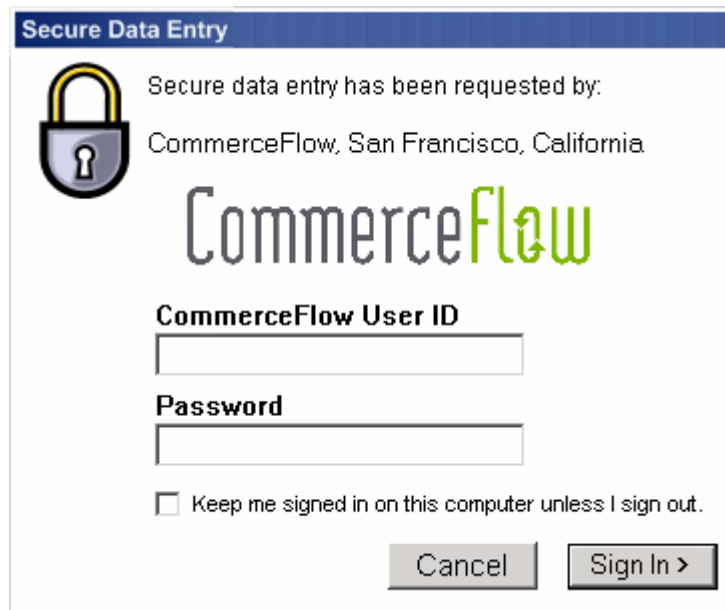 Secure Data Entry
Secure data entry has been requested by:
CommerceFlow, San Francisco, California
CommerceFlow
CommerceFlow User ID
Password
Keep me signed in on this computer unless I sign out.
Cancel
Sign In >